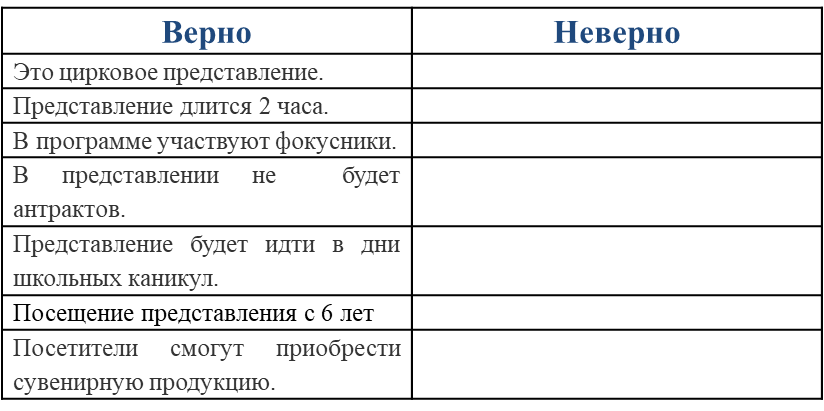 Верно Неверно
Это цирковое представление.
Представление длится 2 часа.
В программе участвуют фокусники.
В представлении не будет
антрактов.
Представление будет идти в дни
школьных каникул.
Посещение представления с 6 лет
Посетители смогут приобрести
сувенирную продукцию.